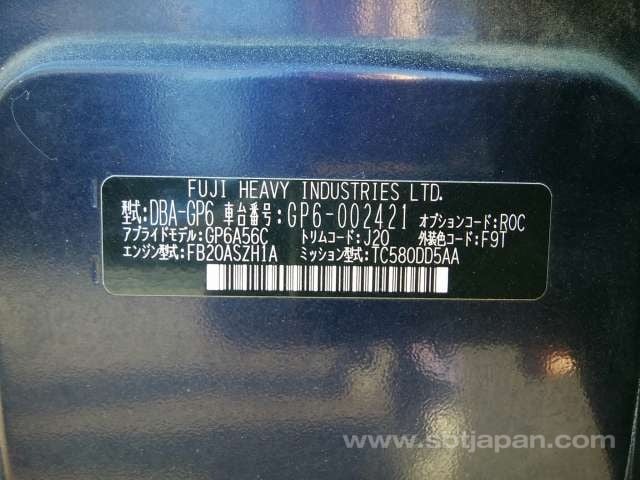 FUJI HEAVY INDUSTRIES LTD.
型式:DBA-GP6 車台番号:GP6-002421 オプションコード:ROC
アプライドモデル:GP6A56C トリムコード:J20 外装色コード:F9T
エンジン型式:FB20ASZH1A ミッション型式:TC580DD5AA
www.sbtjapan.com